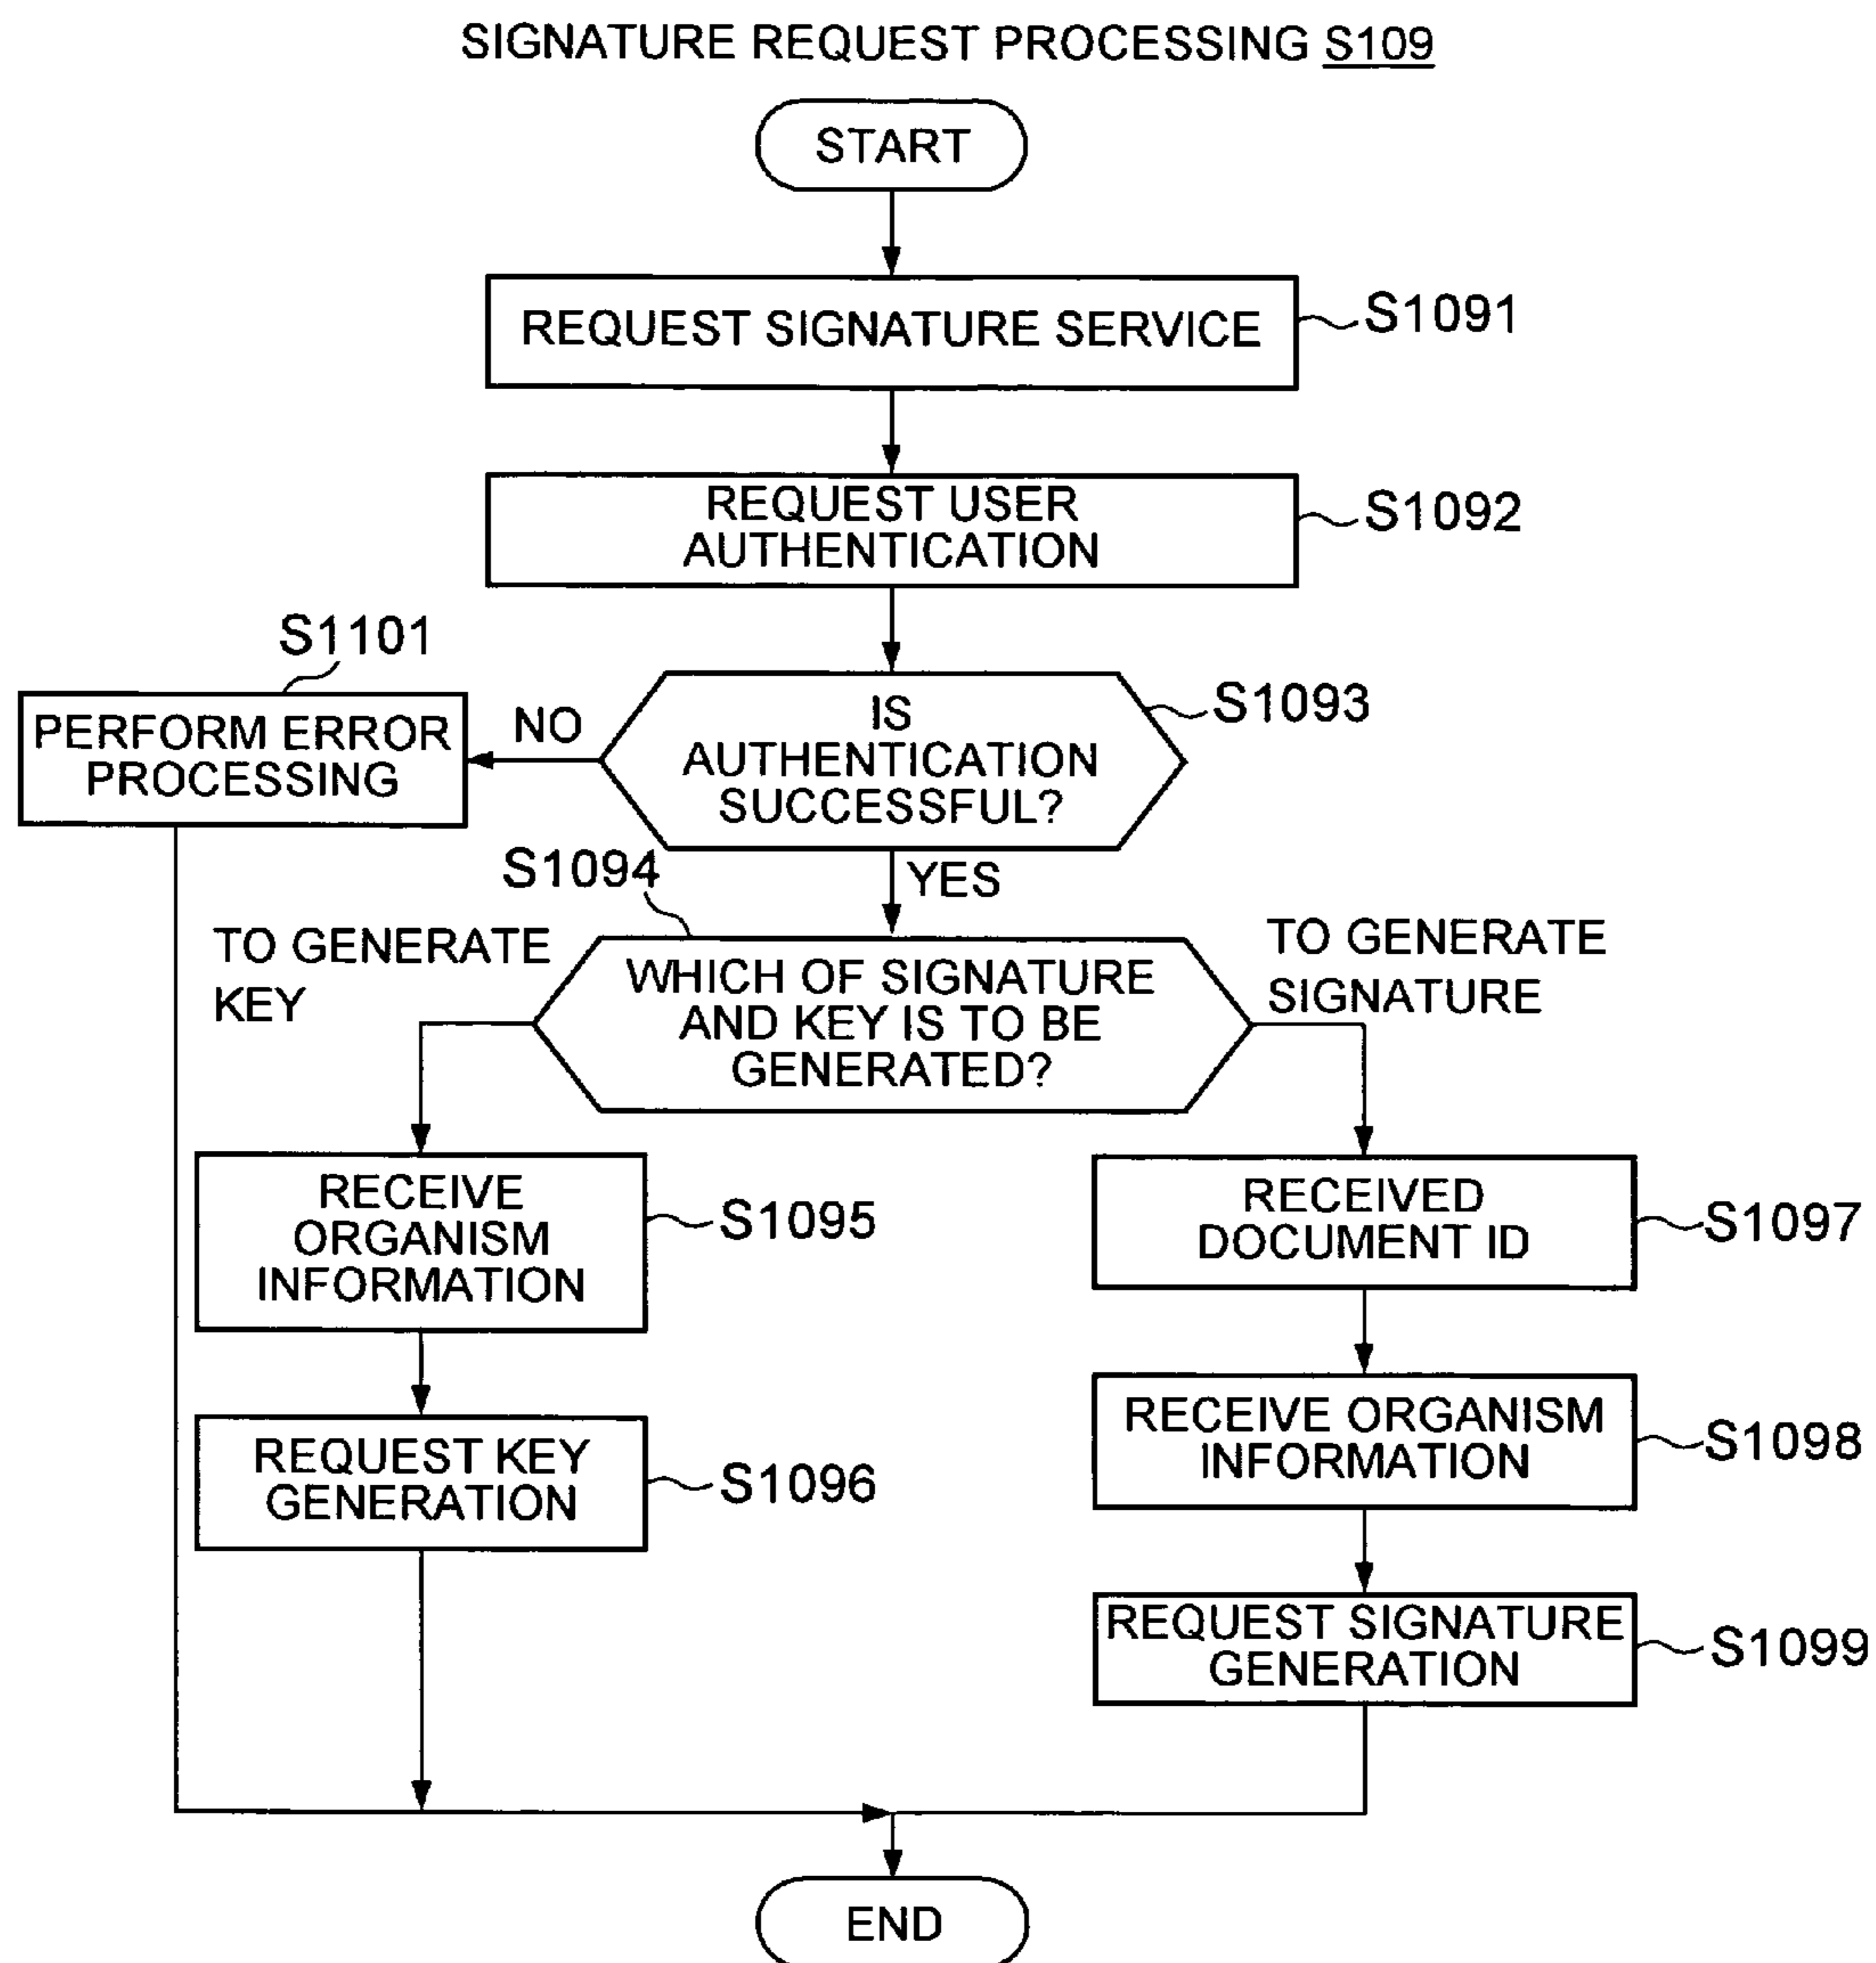 SIGNATURE REQUEST PROCESSING S109
START
REQUEST SIGNATURE SERVICE
S1091
REQUEST USER
AUTHENTICATION
S1092
S1101
PERFORM ERROR
PROCESSING
NO
IS
AUTHENTICATION
SUCCESSFUL?
S1093
YES
S1094
TO GENERATE
KEY
WHICH OF SIGNATURE
AND KEY IS TO BE
GENERATED?
TO GENERATE
SIGNATURE
RECEIVE
ORGANISM
INFORMATION
S1095
RECEIVED
DOCUMENT ID
S1097
REQUEST KEY
GENERATION
S1096
RECEIVE ORGANISM
INFORMATION
S1098
REQUEST SIGNATURE
GENERATION
S1099
END